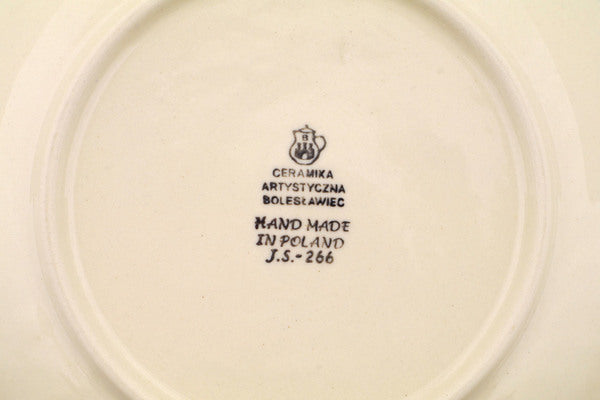 B
CERAMIKA
ARTYSTYCZNA
BOLESŁAWIEC
HAND MADE
IN POLAND
J.S.-266